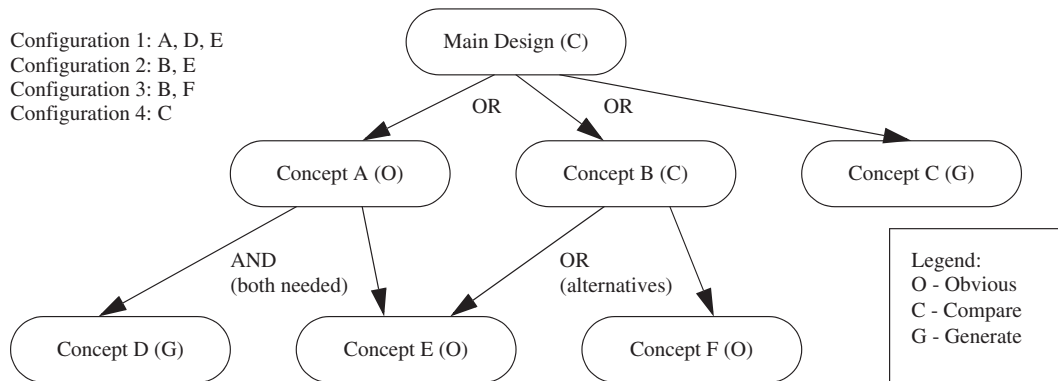 Configuration 1: A, D, E
Configuration 2: B, E
Configuration 3: B, F
Configuration 4: C
Main Design (C)
OR
OR
Concept A (O)
Concept B (C)
Concept C (G)
AND
(both needed)
OR
(alternatives)
Concept D (G)
Concept E (O)
Concept F (O)
Legend:
O - Obvious
C - Compare
G - Generate